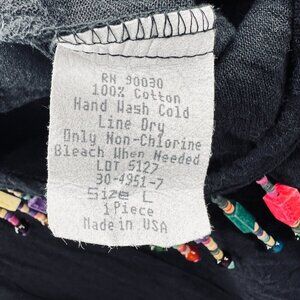 RN 90030
100% Cotton
Hand Wash Cold
Line Dry
Only Non-Chlorine
Bleach When Needed
LOT 5127
30-4951-7
Size L
1 Piece
Made in USA